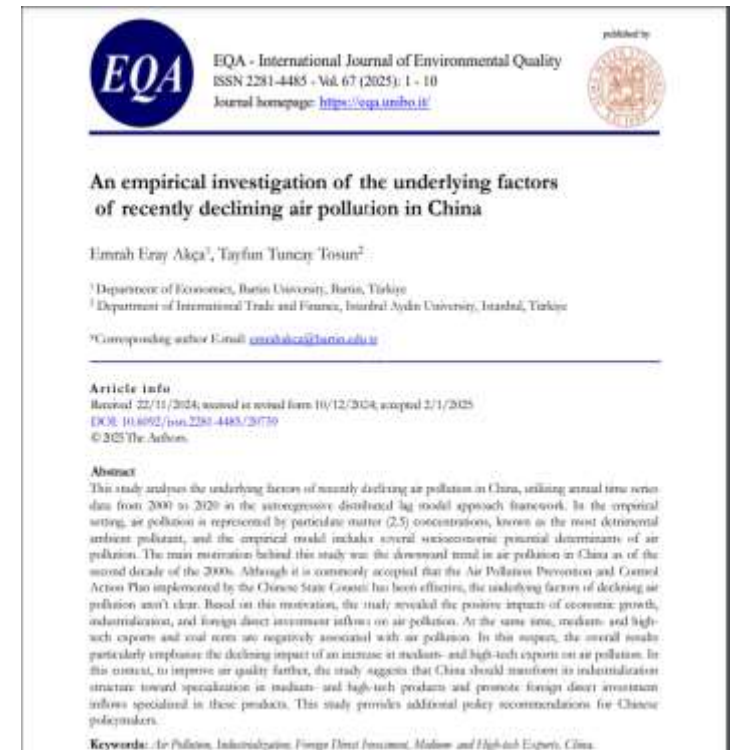 published by
EQA
EQA - International Journal of Environmental Quality
ISSN 2281-4485 - Vol. 67 (2025): 1 - 10
Journal homepage: https://eqa.unibo.it/
An empirical investigation of the underlying factors
of recently declining air pollution in China
Emrah Eray Akça¹, Tayfun Tuncay Tosun²
¹ Department of Economics, Bartin University, Bartin, Türkiye
² Department of International Trade and Finance, Istanbul Aydin University, Istanbul, Türkiye
*Corresponding author E.mail: emrahakca@bartin.edu.tr
Article info
Received 22/11/2024; received in revised form 10/12/2024; accepted 2/1/2025
DOI: 10.6092/issn.2281-4485/20759
© 2025 The Authors.
Abstract
This study analyses the underlying factors of recently declining air pollution in China, utilising annual time series
data from 2000 to 2020 in the autoregressive distributed lag model approach framework. In the empirical
setting, air pollution is represented by particulate matter (2.5) concentrations, known as the most detrimental
ambient pollutant, and the empirical model includes several socioeconomic potential determinants of air
pollution. The main motivation behind this study was the downward trend in air pollution in China as of the
second decade of the 2000s. Although it is commonly accepted that the Air Pollution Prevention and Control
Action Plan implemented by the Chinese State Council has been effective, the underlying factors of declining air
pollution aren't clear. Based on this motivation, the study revealed the positive impacts of economic growth,
industrialization, and foreign direct investment inflows on air pollution. At the same time, medium- and high-
tech exports and coal rents are negatively associated with air pollution. In this respect, the overall results
particularly emphasize the declining impact of an increase in medium- and high-tech exports on air pollution. In
this context, to improve air quality further, the study suggests that China should transform its industrialization
structure toward specialization in medium- and high-tech products and promote foreign direct investment
inflows specialized in these products. This study provides additional policy recommendations for Chinese
policymakers.
Keywords: Air Pollution, Industrialization, Foreign Direct Investment, Medium- and High-tech Exports, China.